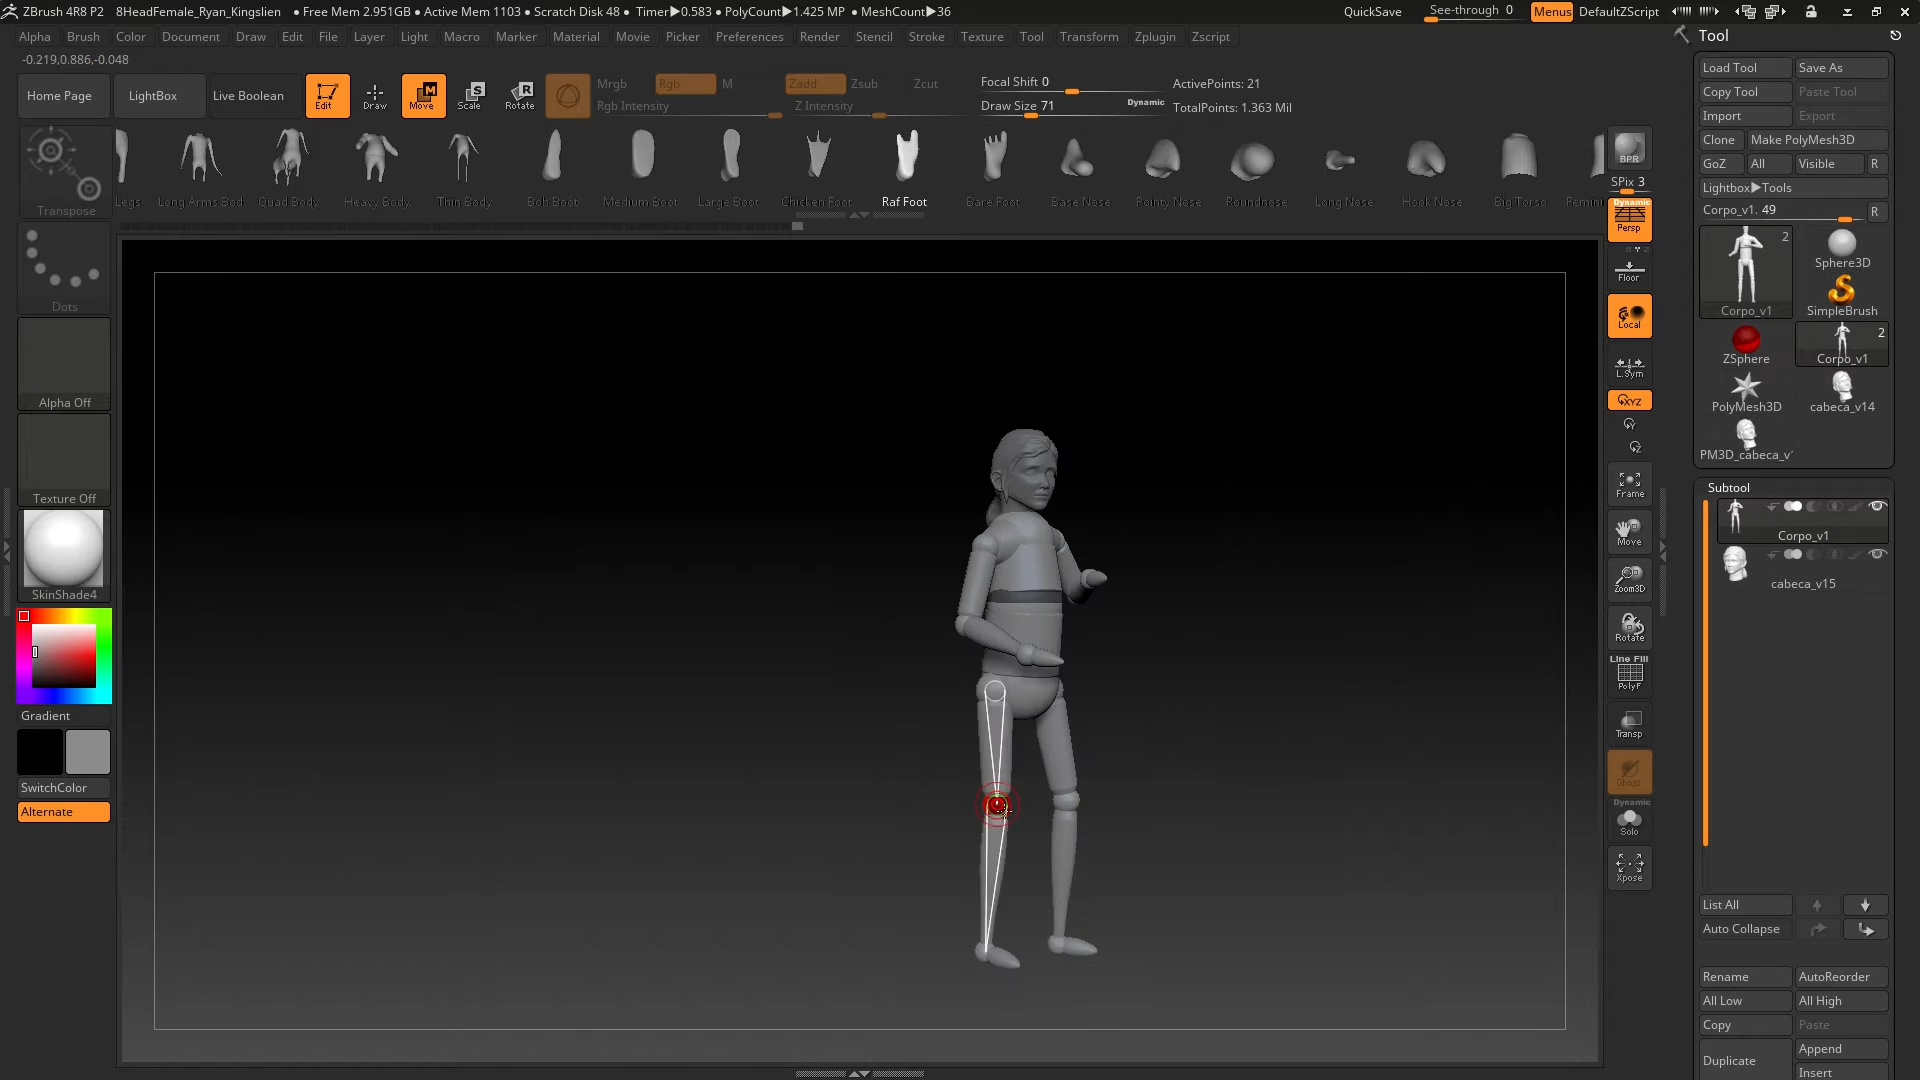 ZBrush 4R8 P2 8HeadFemale_Ryan_Kingslien ● Free Mem 2.951GB ● Active Mem 1103 ● Scratch Disk 48 ● Timer▶0.583 ● PolyCount▶1.425 MP ● MeshCount▶36 QuickSave See-through 0 Menus DefaultZScript
Alpha Brush Color Document Draw Edit File Layer Light Macro Marker Material Movie Picker Preferences Render Stencil Stroke Texture Tool Transform Zplugin Zscript
-0.219,0.886,-0.048
Home Page LightBox Live Boolean Edit Draw Move Scale Rotate
Mrgb Rgb M Zadd Zsub Zcut Focal Shift 0 ActivePoints: 21
Rgb Intensity Z Intensity Draw Size 71 Dynamic TotalPoints: 1.363 Mil
Legs Long Arms Bod Quad Body Heavy Body Thin Body Bob Boot Medium Boot Large Boot Chicken Foot Raf Foot Bare Foot Base Nose Pointy Nose Roundnose Long Nose Hook Nose Big Torso Femini
Transpose
Dots
Alpha Off
Texture Off
SkinShade4
Gradient
SwitchColor
Alternate
BPR
SPix 3
Dynamic
Persp
Floor
Local
L.Sym
XYZ
Y
Z
Frame
Move
Zoom3D
Rotate
Line Fill
PolyF
Transp
Ghost
Dynamic
Solo
Xpose
Tool
Load Tool Save As
Copy Tool Paste Tool
Import Export
Clone Make PolyMesh3D
GoZ All Visible R
Lightbox▶Tools
Corpo_v1. 49 R
2
Corpo_v1
Sphere3D
SimpleBrush
ZSphere
2
Corpo_v1
PolyMesh3D
cabeca_v14
PM3D_cabeca_v
Subtool
Corpo_v1
cabeca_v15
List All
Auto Collapse
Rename AutoReorder
All Low All High
Copy Paste
Duplicate Append
Insert